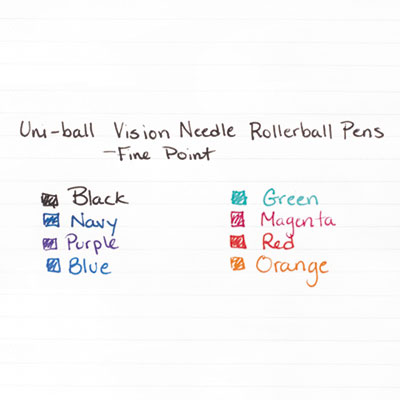 Uni-ball Vision Needle Rollerball Pens
-Fine Point
Black
Navy
Purple
Blue
Green
Magenta
Red
Orange